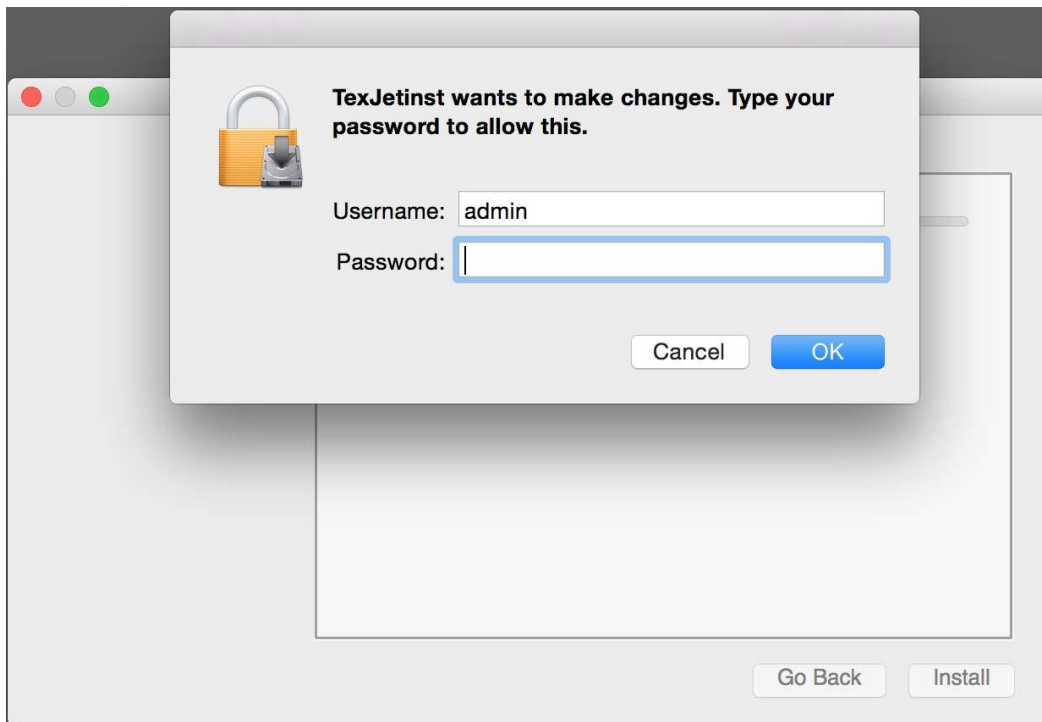 TexJetinst wants to make changes. Type your
password to allow this.
Username: admin
Password:
Cancel OK
Go Back Install